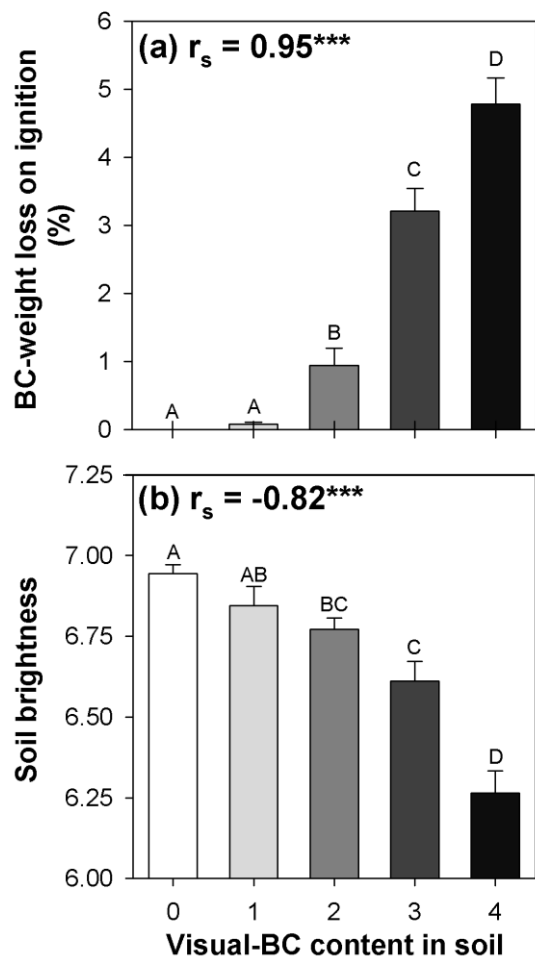 (a) rs = 0.95***
BC-weight loss on ignition
(%)
6
5
4
3
2
1
0
A
A
B
C
D
(b) rs = -0.82***
Soil brightness
7.25
7.00
6.75
6.50
6.25
6.00
A
AB
BC
C
D
0 1 2 3 4
Visual-BC content in soil